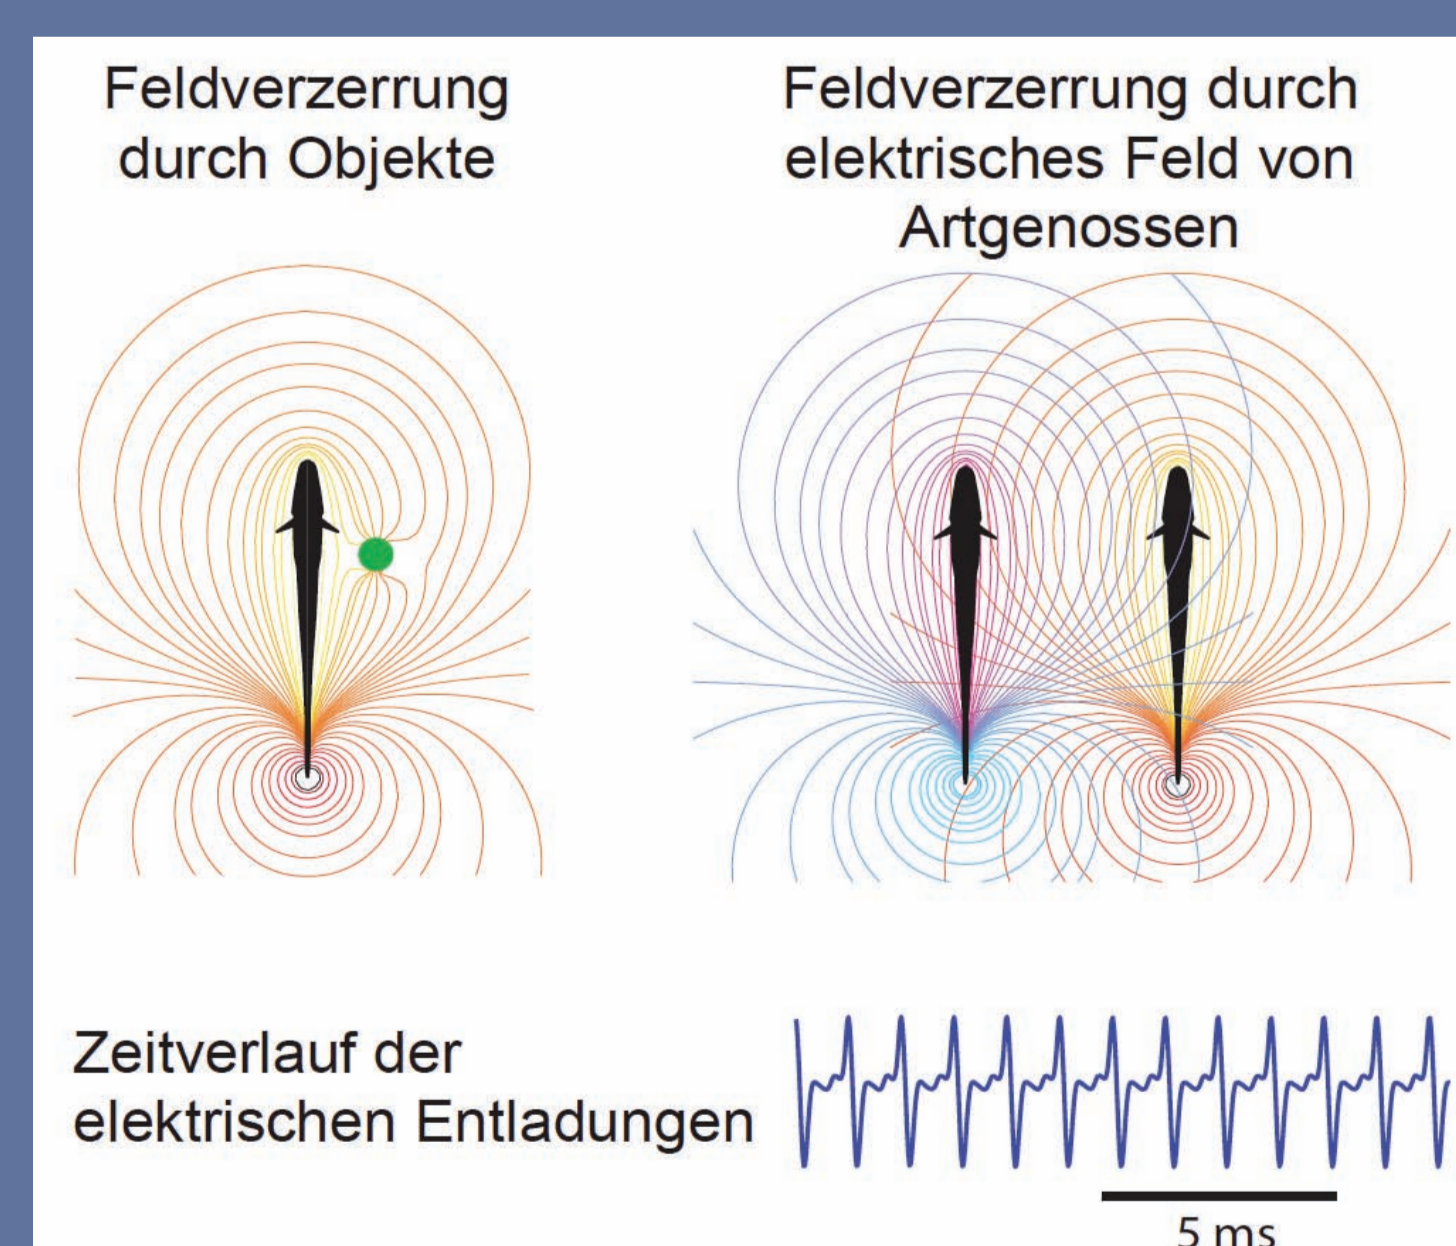 Feldverzerrung
durch Objekte
Feldverzerrung durch
elektrisches Feld von
Artgenossen
Zeitverlauf der
elektrischen Entladungen
5 ms